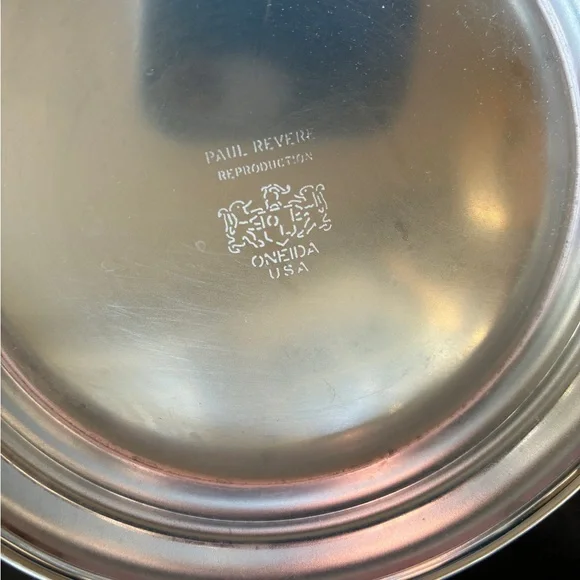 PAUL REVERE
REPRODUCTION
ONEIDA
USA